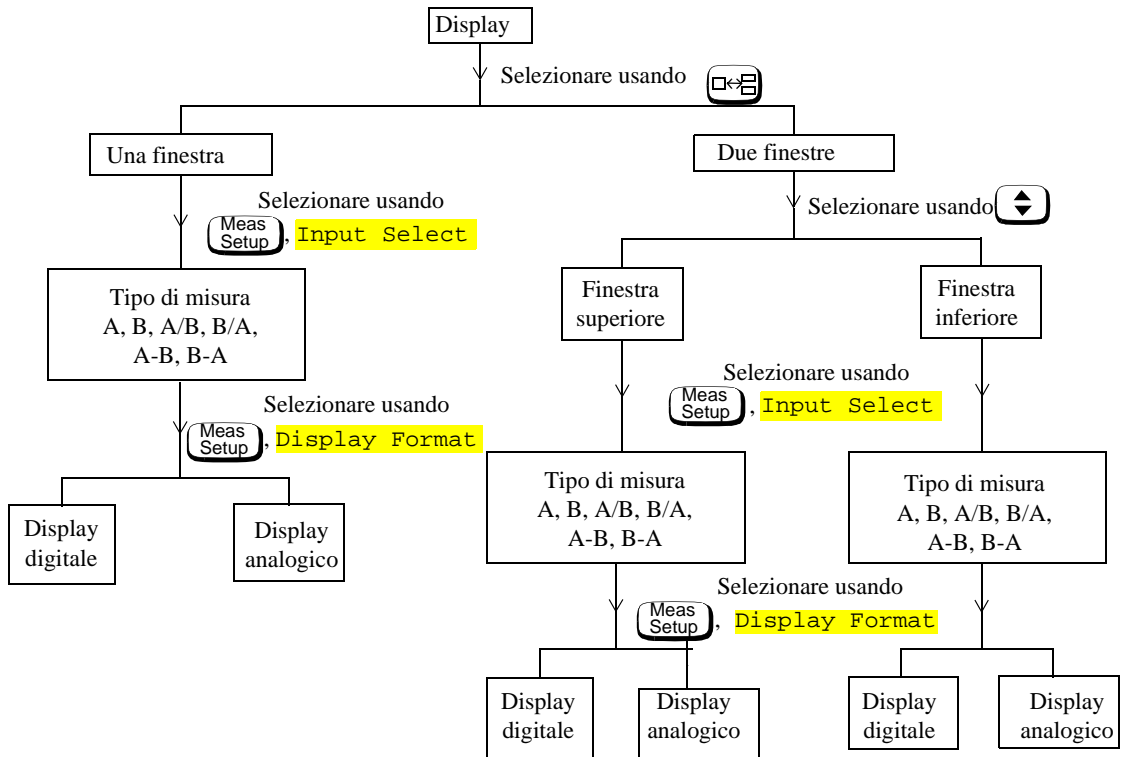 Display
Selezionare usando
Una finestra
Due finestre
Selezionare usando
Meas
Setup
, Input Select
Selezionare usando
Tipo di misura
A, B, A/B, B/A,
A-B, B-A
Finestra
superiore
Finestra
inferiore
Selezionare usando
Meas
Setup
, Input Select
Selezionare usando
Meas
Setup
, Display Format
Tipo di misura
A, B, A/B, B/A,
A-B, B-A
Tipo di misura
A, B, A/B, B/A,
A-B, B-A
Display
digitale
Display
analogico
Selezionare usando
Meas
Setup
, Display Format
Display
digitale
Display
analogico
Display
digitale
Display
analogico